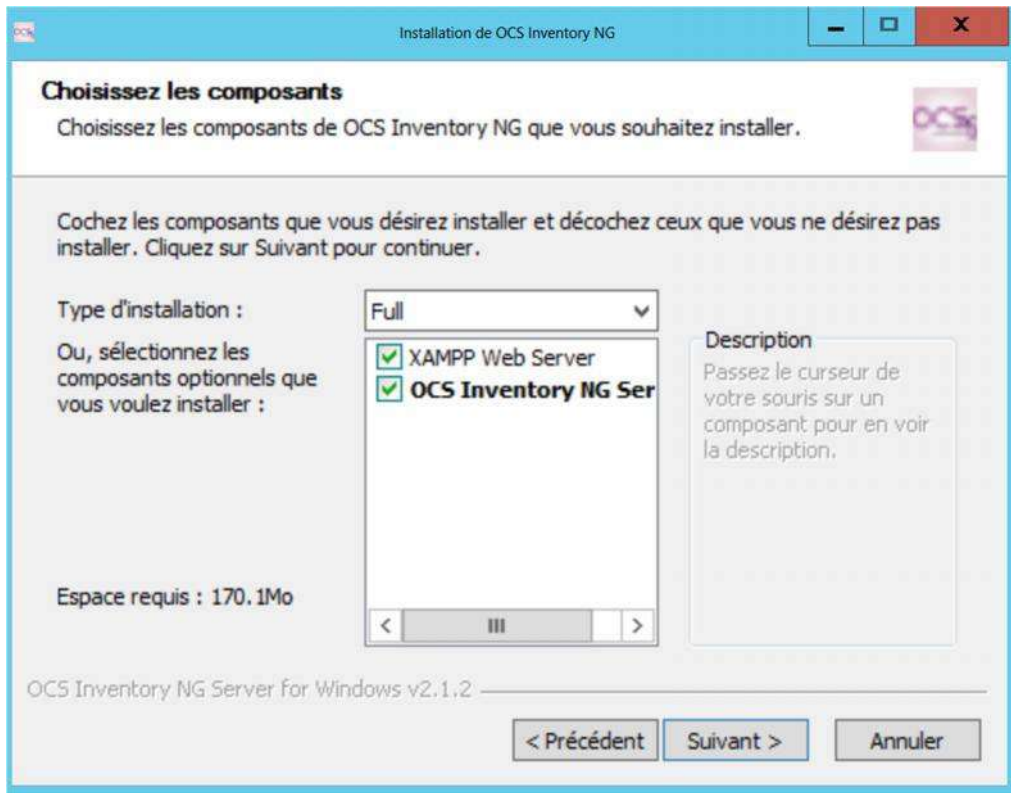 OCS
Installation de OCS Inventory NG
Choisissez les composants
Choisissez les composants de OCS Inventory NG que vous souhaitez installer.
OCS
Cochez les composants que vous désirez installer et décochez ceux que vous ne désirez pas
installer. Cliquez sur Suivant pour continuer.
Type d'installation :
Full
Ou, sélectionnez les
composants optionnels que
vous voulez installer :
XAMPP Web Server
OCS Inventory NG Ser
Description
Passez le curseur de
votre souris sur un
composant pour en voir
la description.
Espace requis : 170.1Mo
OCS Inventory NG Server for Windows v2.1.2
< Précédent
Suivant >
Annuler